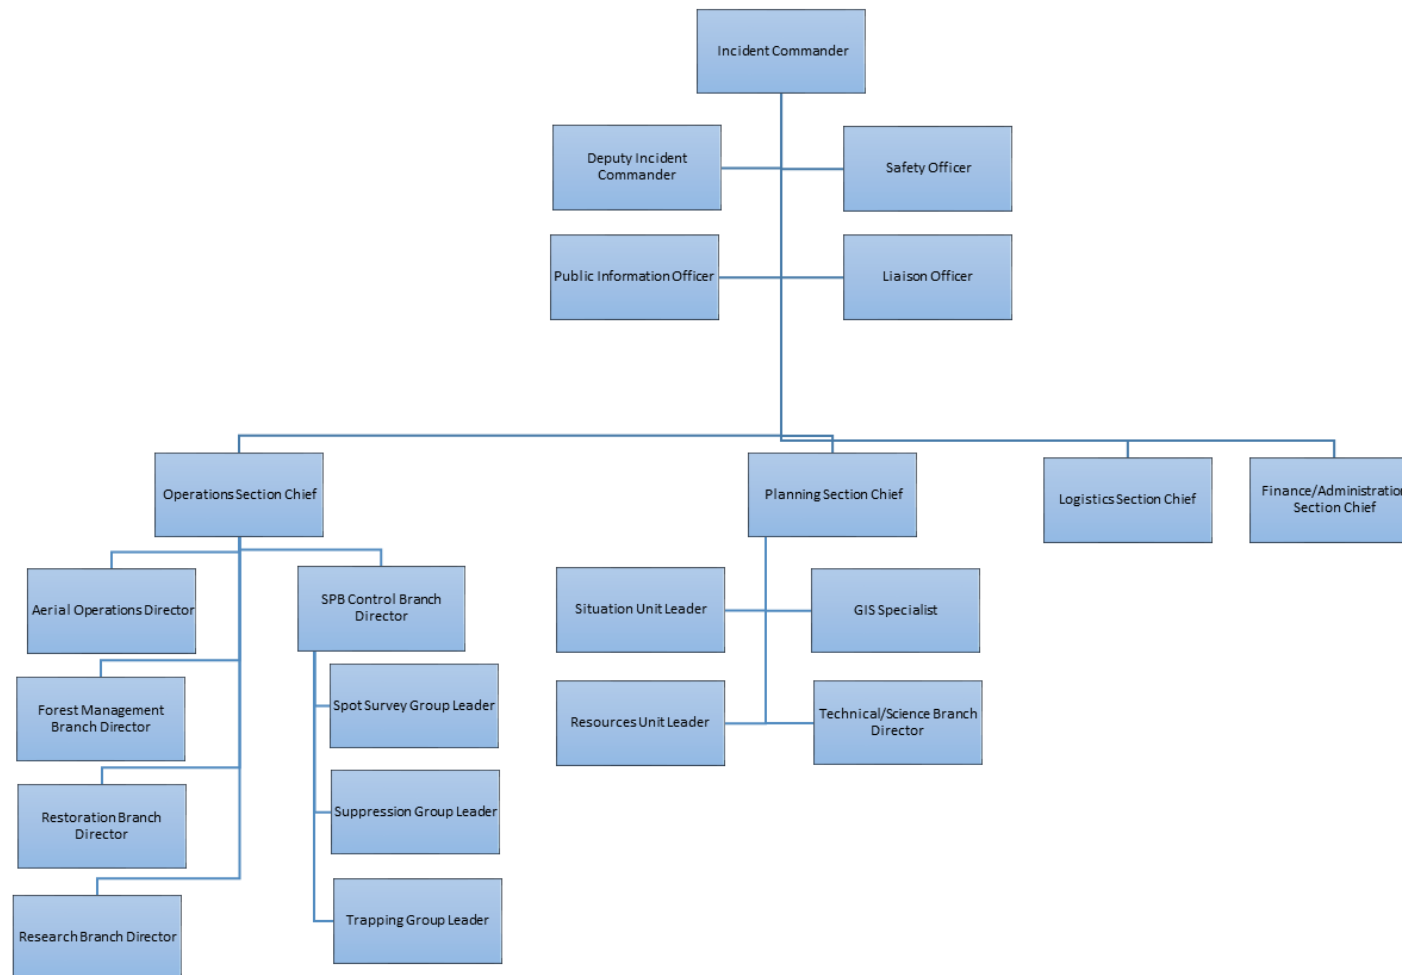 Incident Commander
Deputy Incident
Commander
Safety Officer
Public Information Officer
Liaison Officer
Operations Section Chief
Planning Section Chief
Logistics Section Chief
Finance/Administration
Section Chief
Aerial Operations Director
SPB Control Branch
Director
Situation Unit Leader
GIS Specialist
Forest Management
Branch Director
Spot Survey Group Leader
Resources Unit Leader
Technical/Science Branch
Director
Restoration Branch
Director
Suppression Group Leader
Research Branch Director
Trapping Group Leader